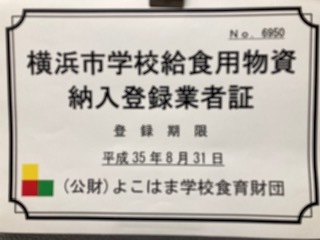 No. 6950
横浜市学校給食用物資
納入登録業者証
登録期限
平成35年8月31日
(公財)よこはま学校食育財団